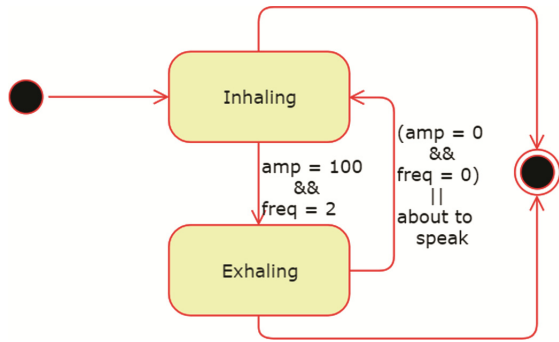 Inhaling
amp = 100
&&
freq = 2
(amp = 0
&&
freq = 0)
||
about to
speak
Exhaling